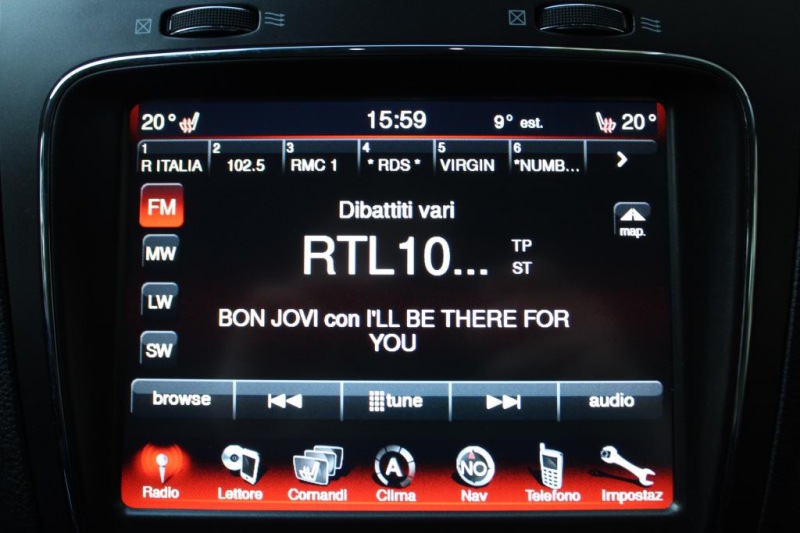 20° 15:59 9° est. 20°
1 2 3 4 5 6
R ITALIA 102.5 RMC 1 * RDS * VIRGIN *NUMB...
FM Dibattiti vari
map.
MW RTL10... TP
ST
LW
BON JOVI con I'LL BE THERE FOR
YOU
SW
browse tune audio
A NO
Radio Lettore Comandi Clima Nav Telefono Impostaz